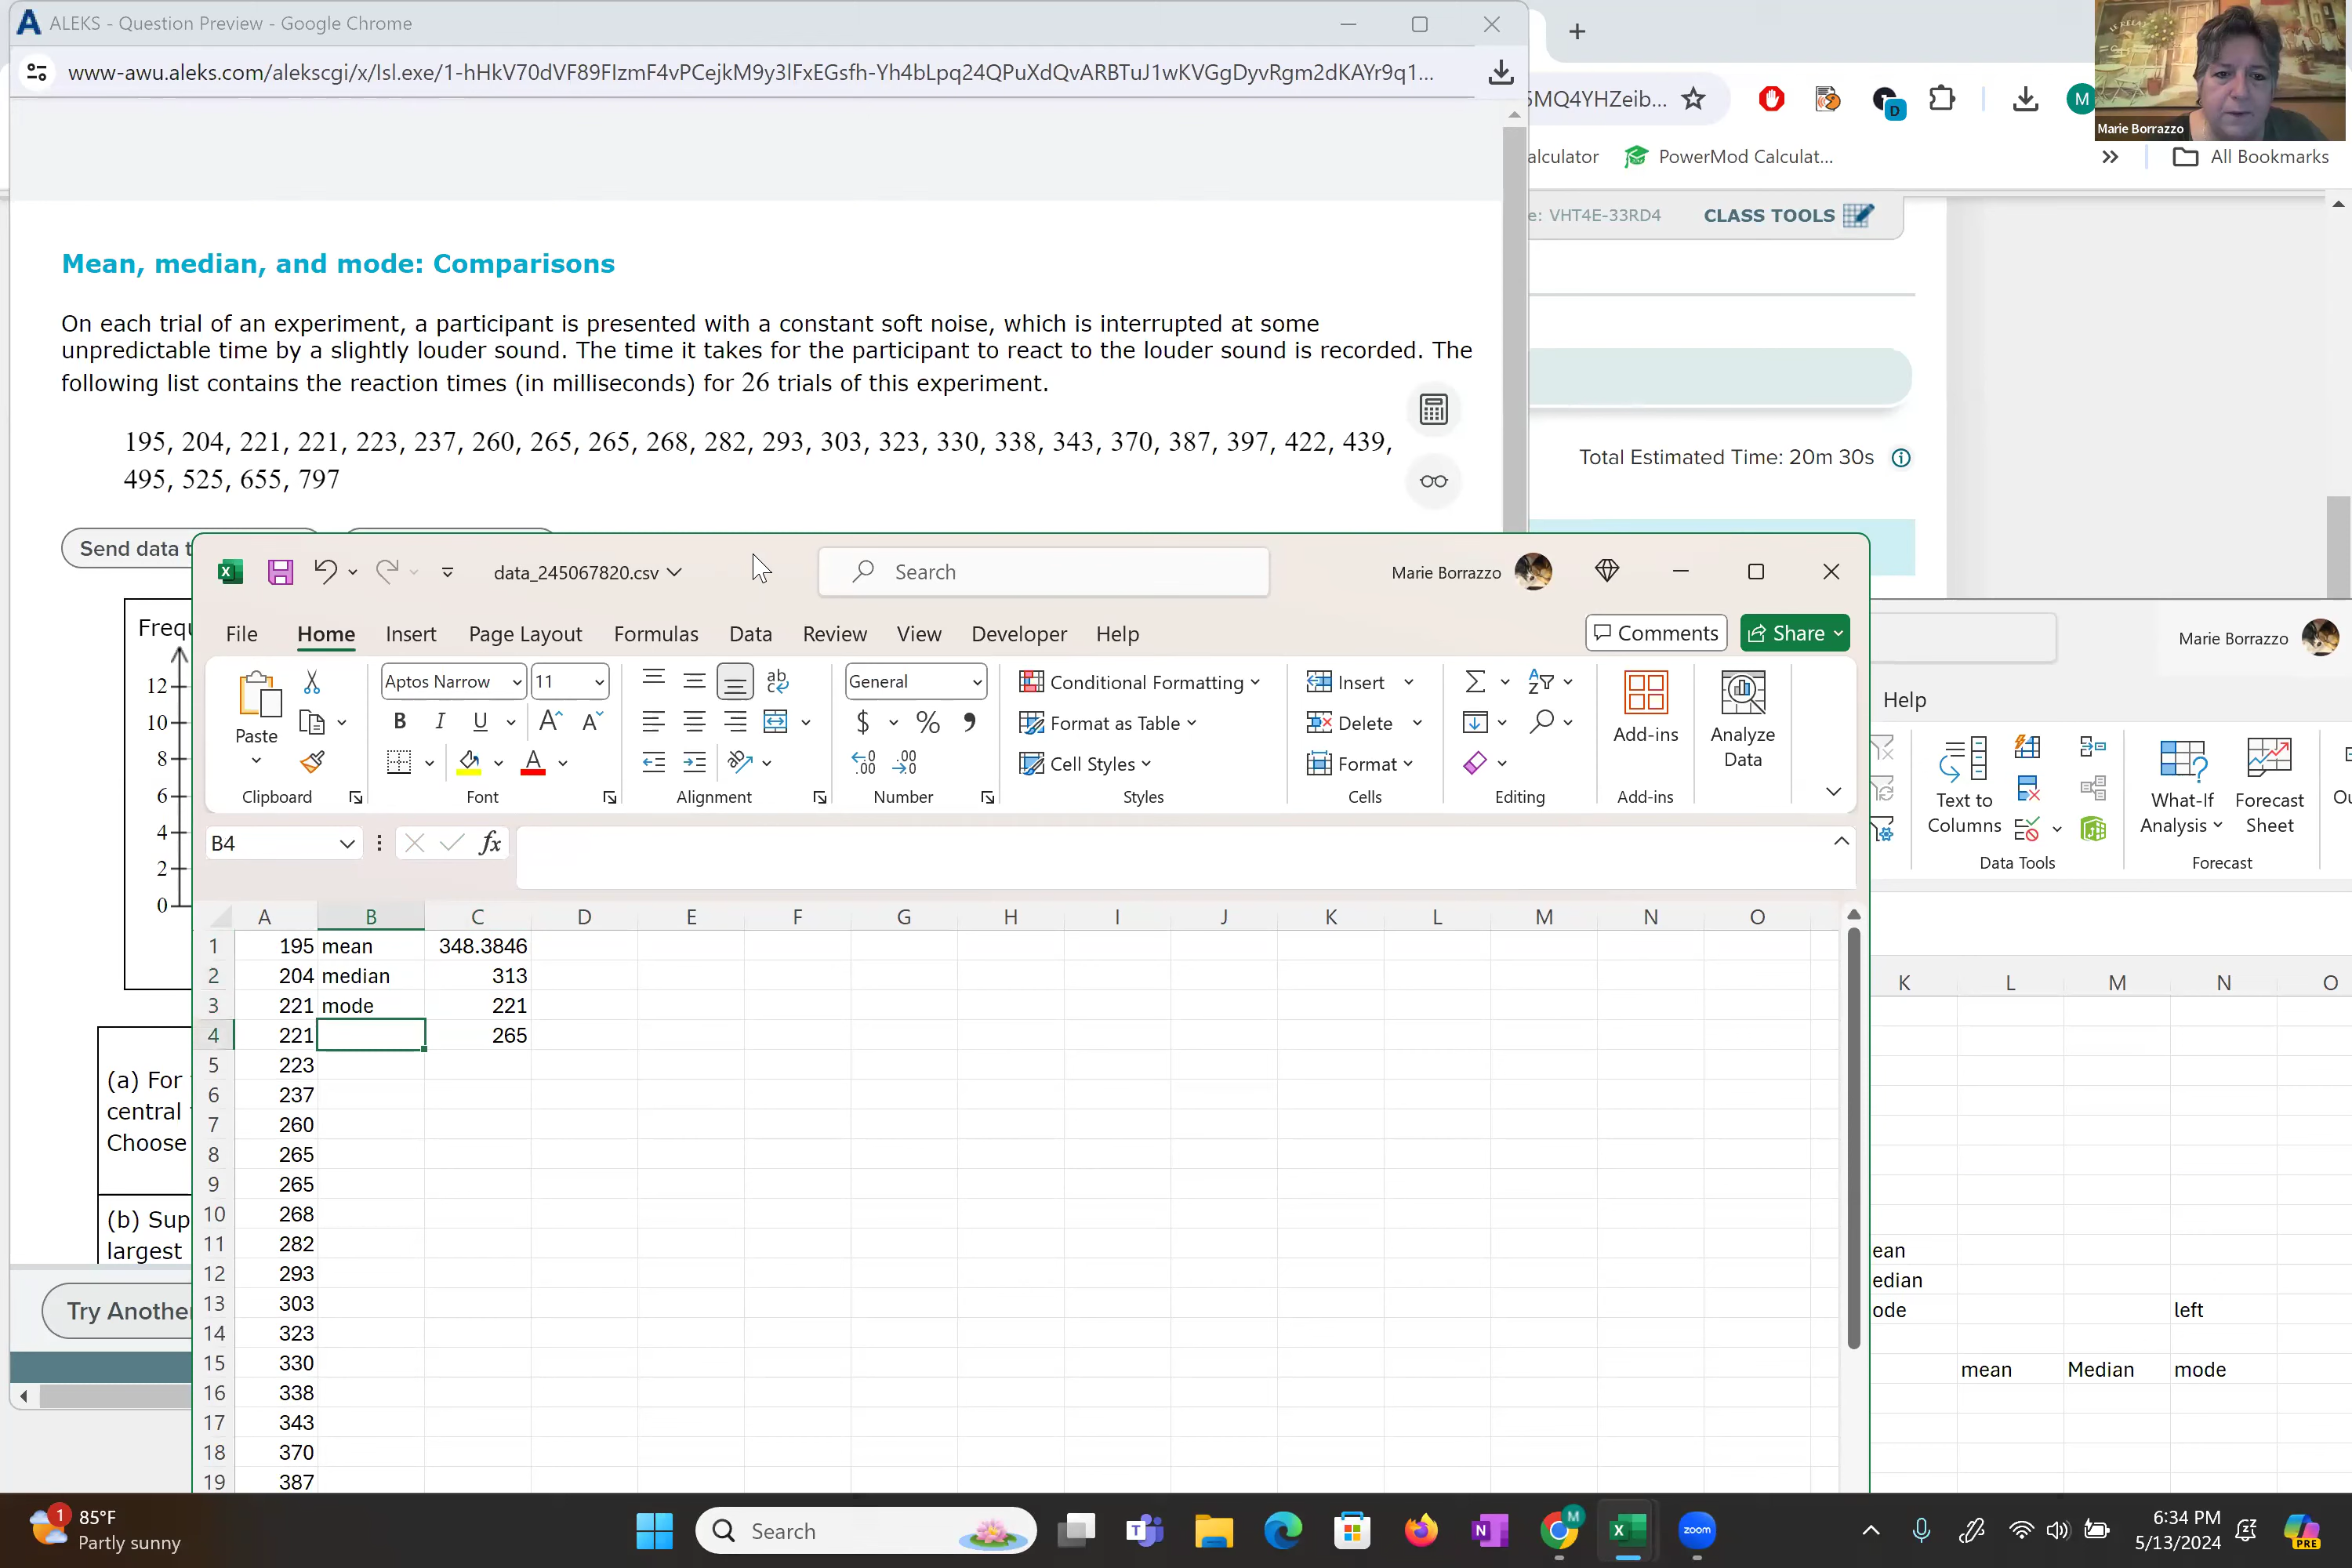 ALEKS - Question Preview - Google Chrome
www-awu.aleks.com/alekscgi/x/Isl.exe/1-hHkV70dVF89FIzmF4vPCejkM9y3lFxEGsfh-Yh4bLpq24QPuXdQvARBTuJ1wKVGgDyvRgm2dKAYr9q1...
5MQ4YHZeib...
D
M
Marie Borrazzo
alculator
PowerMod Calculat...
All Bookmarks
e: VHT4E-33RD4
CLASS TOOLS
Mean, median, and mode: Comparisons
On each trial of an experiment, a participant is presented with a constant soft noise, which is interrupted at some
unpredictable time by a slightly louder sound. The time it takes for the participant to react to the louder sound is recorded. The
following list contains the reaction times (in milliseconds) for 26 trials of this experiment.
195, 204, 221, 221, 223, 237, 260, 265, 265, 268, 282, 293, 303, 323, 330, 338, 343, 370, 387, 397, 422, 439,
495, 525, 655, 797
Total Estimated Time: 20m 30s
Send data t
Frequ
12
10
8
6
4
2
0
(a) For
central
Choose
(b) Sup
largest
Try Another
data_245067820.csv
Search
Marie Borrazzo
File Home Insert Page Layout Formulas Data Review View Developer Help
Comments
Share
Paste
Clipboard
Aptos Narrow 11
B I U A A
A
Font
ab
Alignment
General
$ % ,
Number
Conditional Formatting
Format as Table
Cell Styles
Styles
Insert
Delete
Format
Cells
Editing
Add-ins
Add-ins
Analyze
Data
B4
fx
A B C D E F G H I J K L M N O
1 195 mean 348.3846
2 204 median 313
3 221 mode 221
4 221 265
5 223
6 237
7 260
8 265
9 265
10 268
11 282
12 293
13 303
14 323
15 330
16 338
17 343
18 370
19 387
Marie Borrazzo
Help
Text to
Columns
Data Tools
What-If
Analysis
Forecast
Sheet
Forecast
Ou
K L M N O
ean
edian
ode left
mean Median mode
1
85°F
Partly sunny
Search
zoom
M
6:34 PM
5/13/2024
PRE